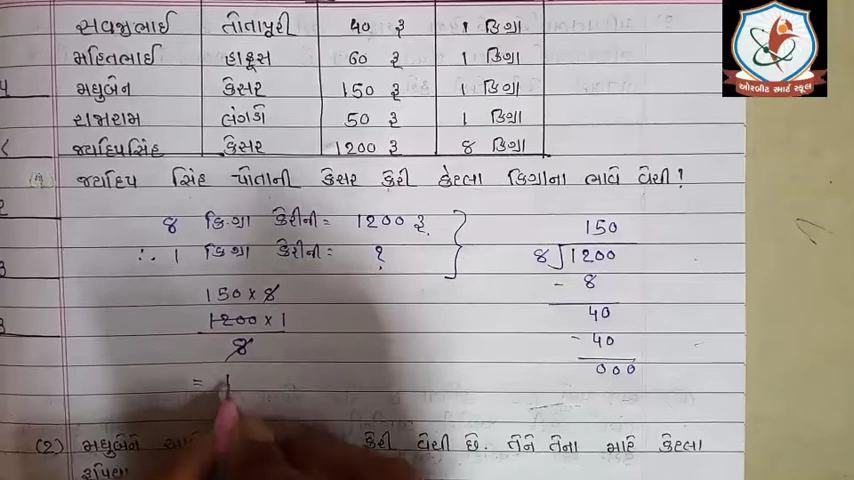 સવજીભાઈ તોતાપુરી 40 રૂ 1 કિગ્રા
મહિતભાઈ હાફૂસ 60 રૂ 1 કિગ્રા
મધુબેન કેસર 150 રૂ 1 કિગ્રા
રાજારામ લંગડો 50 રૂ 1 કિગ્રા
જયદિપસિંહ કેસર 1200 રૂ 8 કિગ્રા
(1) જયદિપ સિંહ પોતાની કેસર કેરી કેટલા કિગ્રાના ભાવે વેચી!
8 કિગ્રા કેરીની = 1200 રૂ.
∴ 1 કિગ્રા કેરીની = ?
150 × 8
1200 × 1
8
= 1
150
8 1200
- 8
40
- 40
000
(2) મધુબેને કેરી વેચી છે. તેને તેના માટે કેટલા
રૂપિયા
ઓરબીટ સ્માર્ટ સ્કૂલ